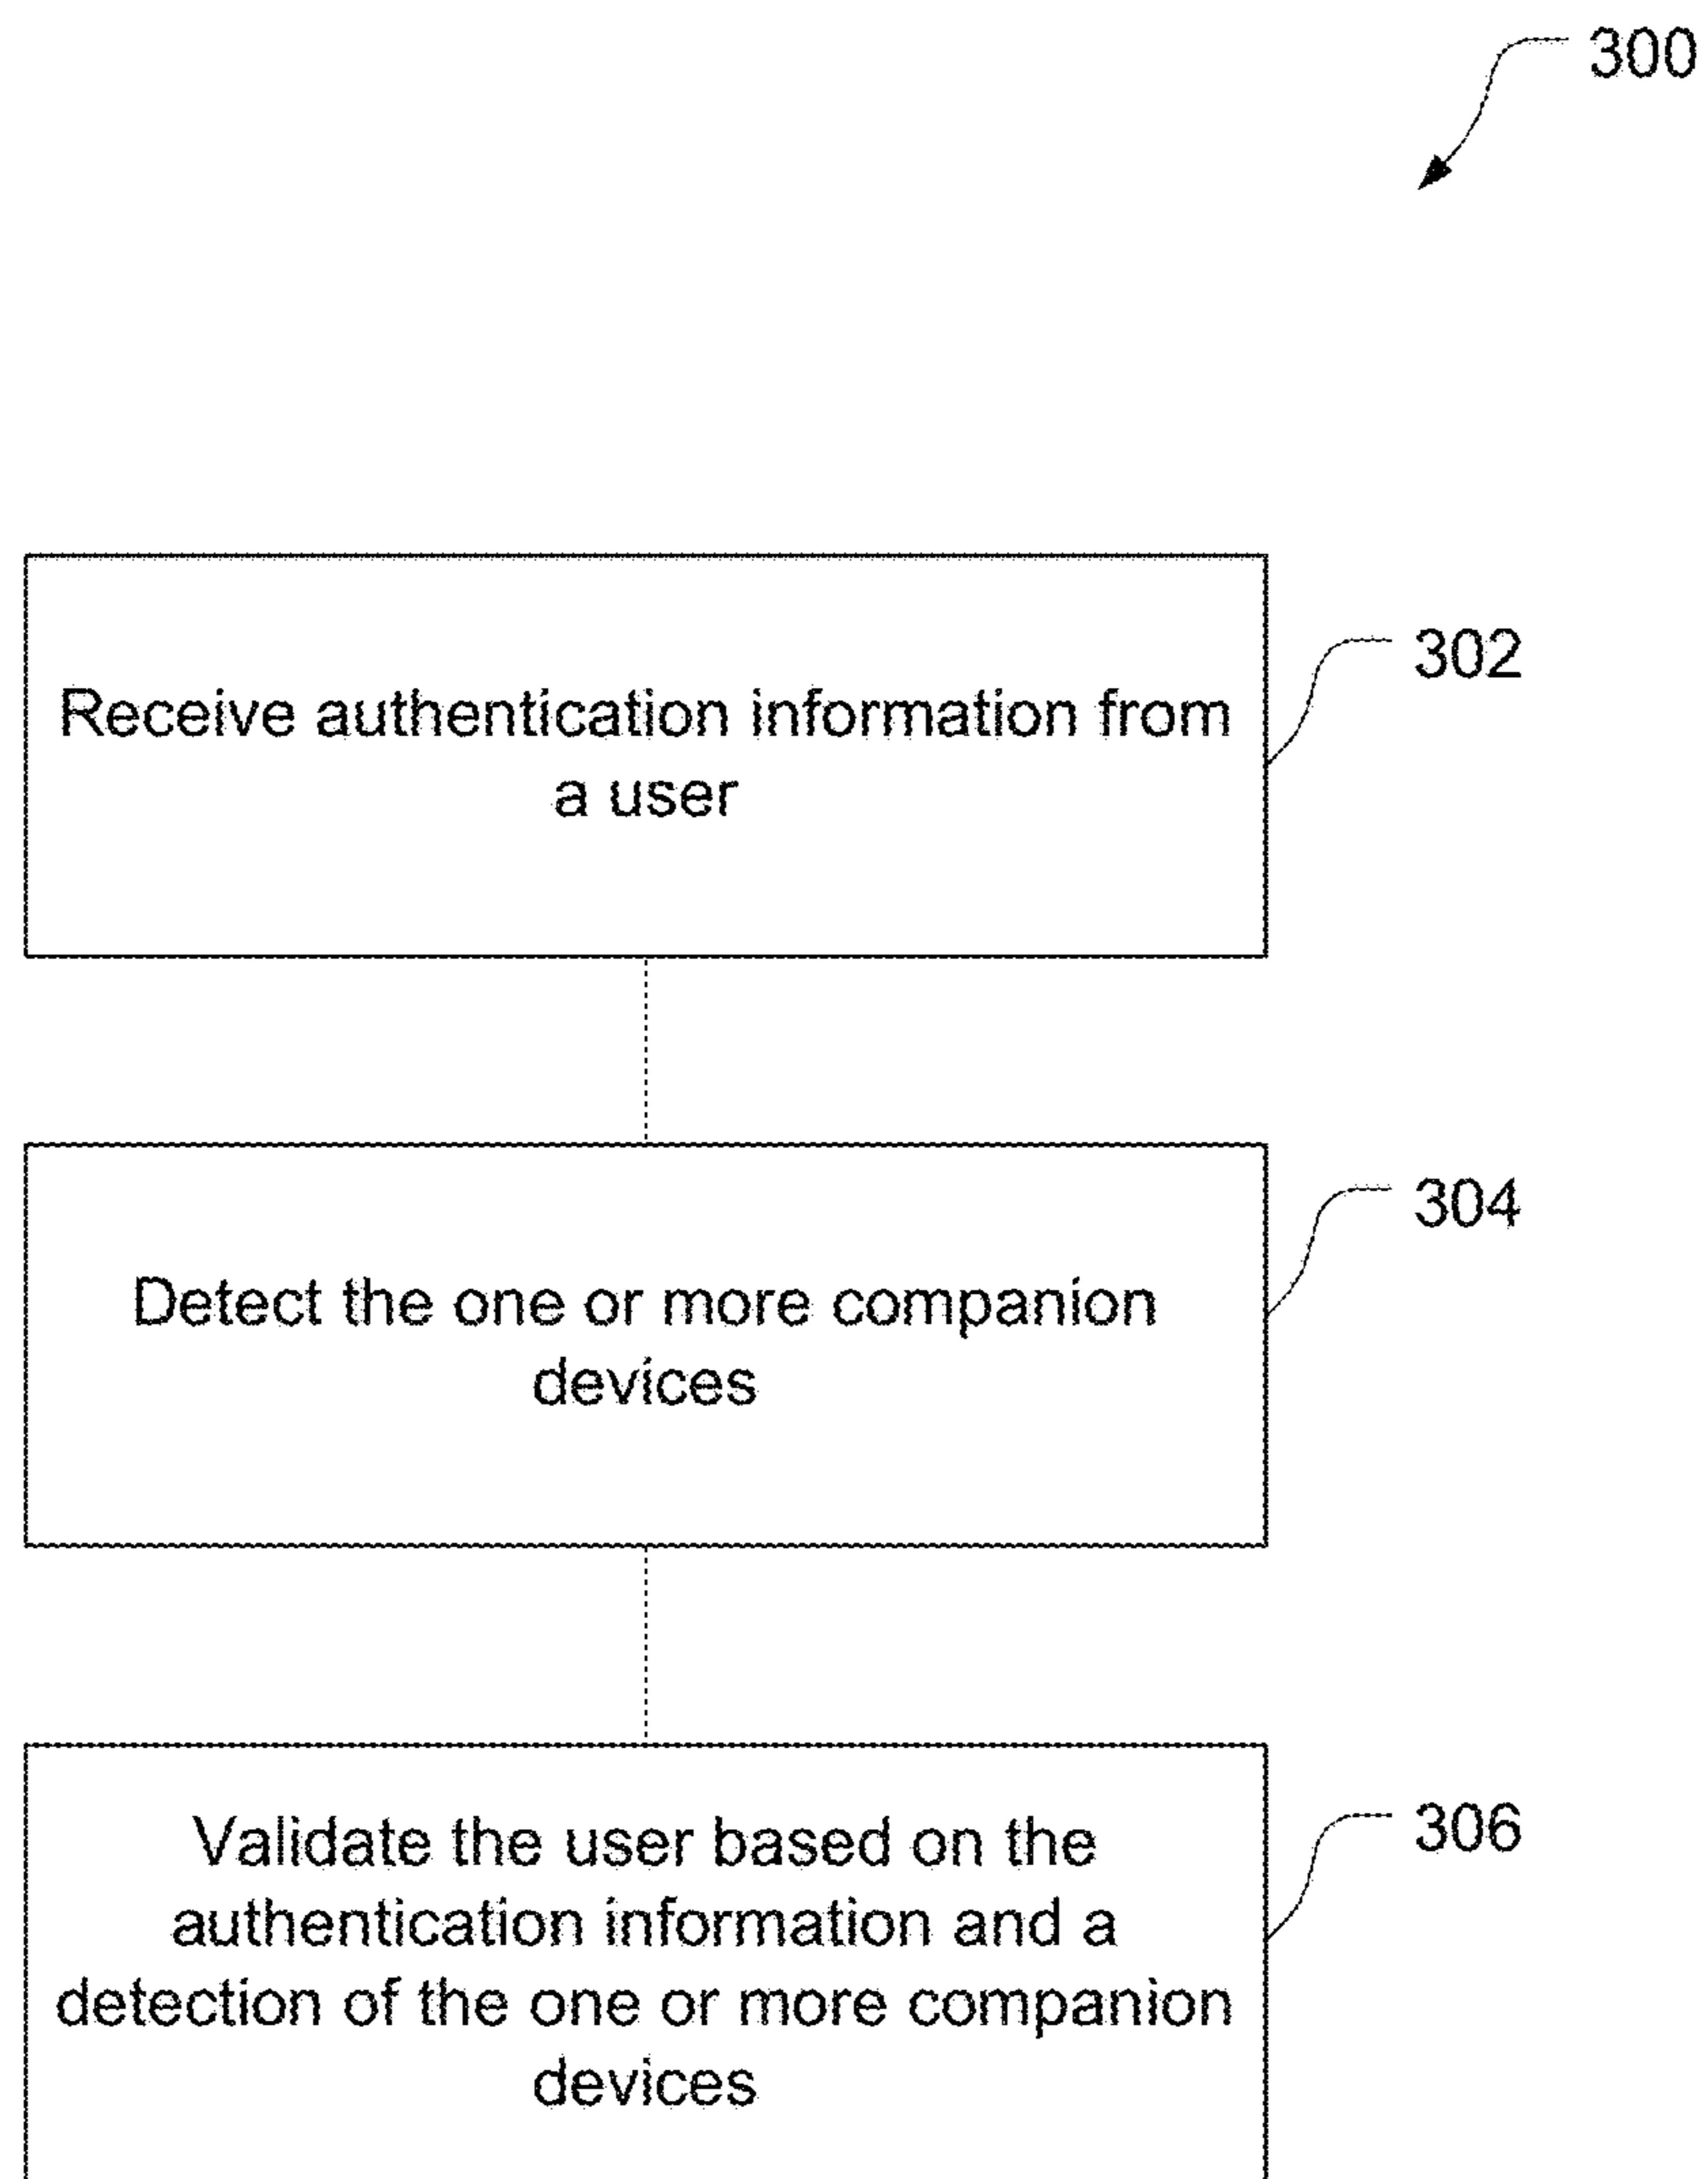 300
Receive authentication information from
a user
302
Detect the one or more companion
devices
304
Validate the user based on the
authentication information and a
detection of the one or more companion
devices
306